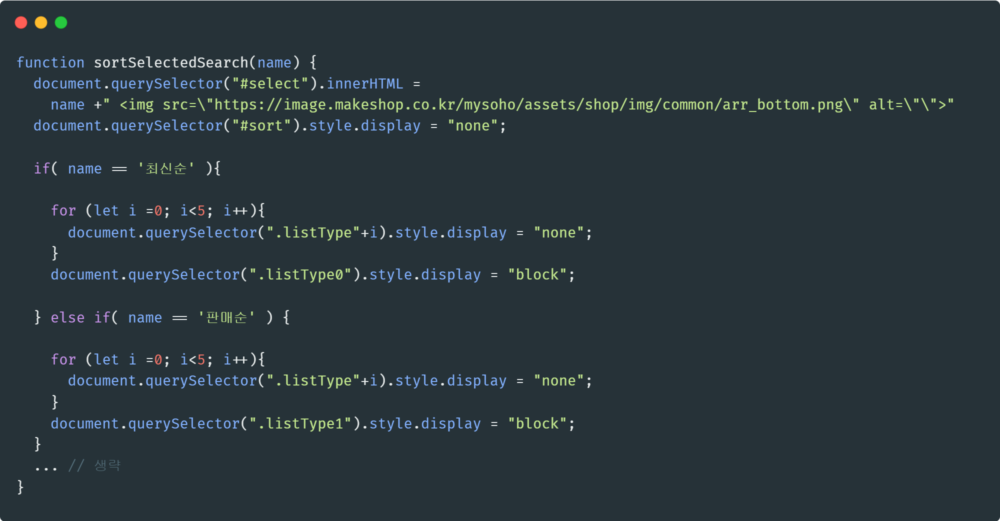 function sortSelectedSearch(name) {
document.querySelector("#select").innerHTML =
name +" <img src=\"https://image.makeshop.co.kr/mysoho/assets/shop/img/common/arr_bottom.png\" alt=\"\">"
document.querySelector("#sort").style.display = "none";
if( name == '최신순' ){
for (let i =0; i<5; i++){
document.querySelector(".listType"+i).style.display = "none";
}
document.querySelector(".listType0").style.display = "block";
} else if( name == '판매순' ) {
for (let i =0; i<5; i++){
document.querySelector(".listType"+i).style.display = "none";
}
document.querySelector(".listType1").style.display = "block";
}
... // 생략
}